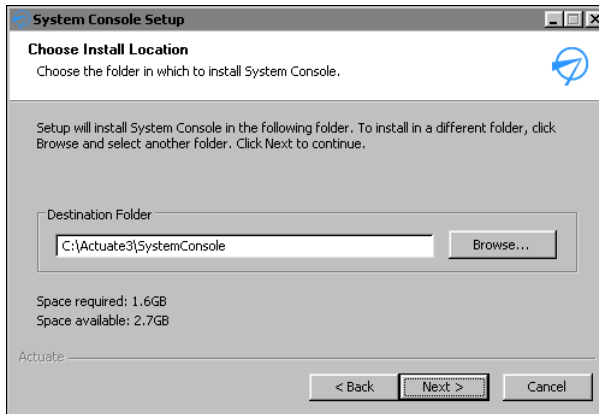 System Console Setup
Choose Install Location
Choose the folder in which to install System Console.
Setup will install System Console in the following folder. To install in a different folder, click
Browse and select another folder. Click Next to continue.
Destination Folder
C:\Actuate3\SystemConsole
Browse...
Space required: 1.6GB
Space available: 2.7GB
Actuate
< Back
Next >
Cancel